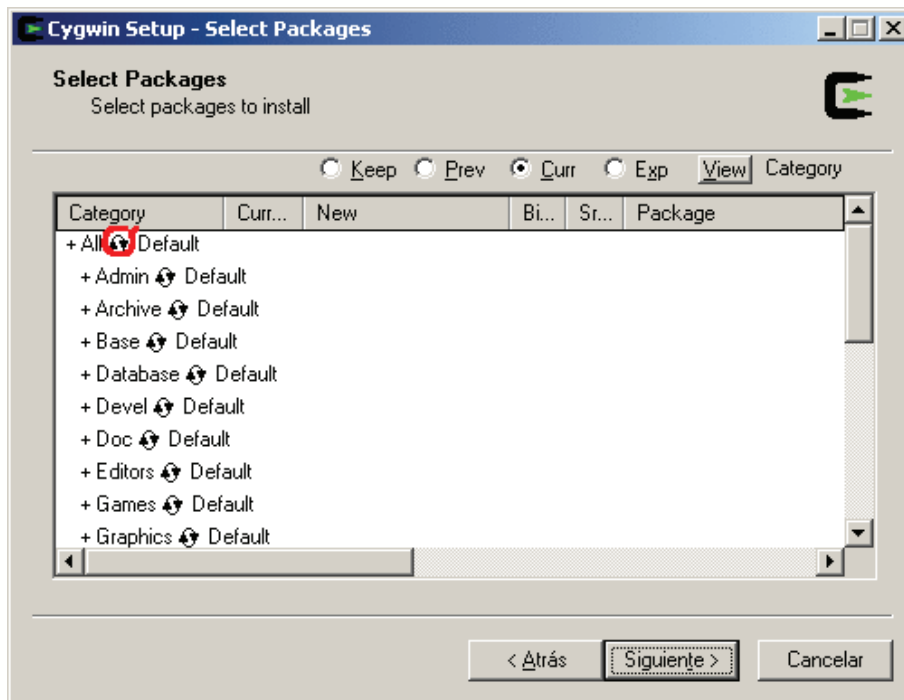 Cygwin Setup - Select Packages
Select Packages
Select packages to install
Keep Prev Curr Exp View Category
Category Curr... New Bi... Sr... Package
+ All Default
+ Admin Default
+ Archive Default
+ Base Default
+ Database Default
+ Devel Default
+ Doc Default
+ Editors Default
+ Games Default
+ Graphics Default
< Atrás Siguiente > Cancelar